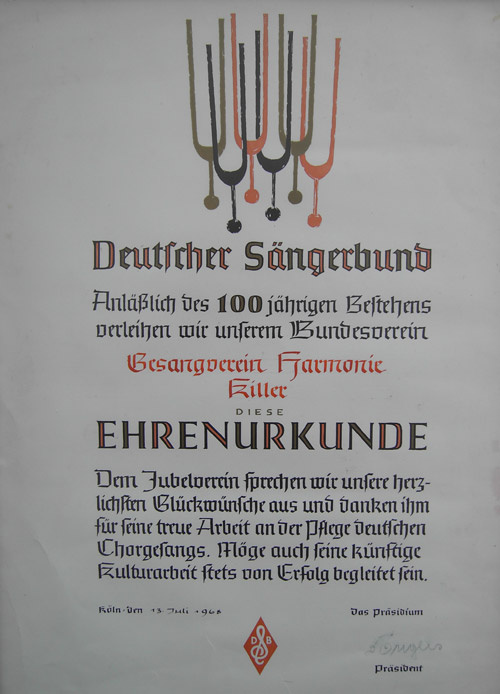 Deutscher Sängerbund
Anläßlich des 100 jährigen Bestehens
verleihen wir unserem Bundesverein
Gesangverein Harmonie
Killer
DIESE
EHRENURKUNDE
Dem Jubelverein sprechen wir unsere herz-
lichsten Glückwünsche aus und danken ihm
für seine treue Arbeit an der Pflege deutschen
Chorgesangs. Möge auch seine künftige
Kulturarbeit stets von Erfolg begleitet sein.
Köln · den 13. Juli 1968 Das Präsidium
D S B
Präsident